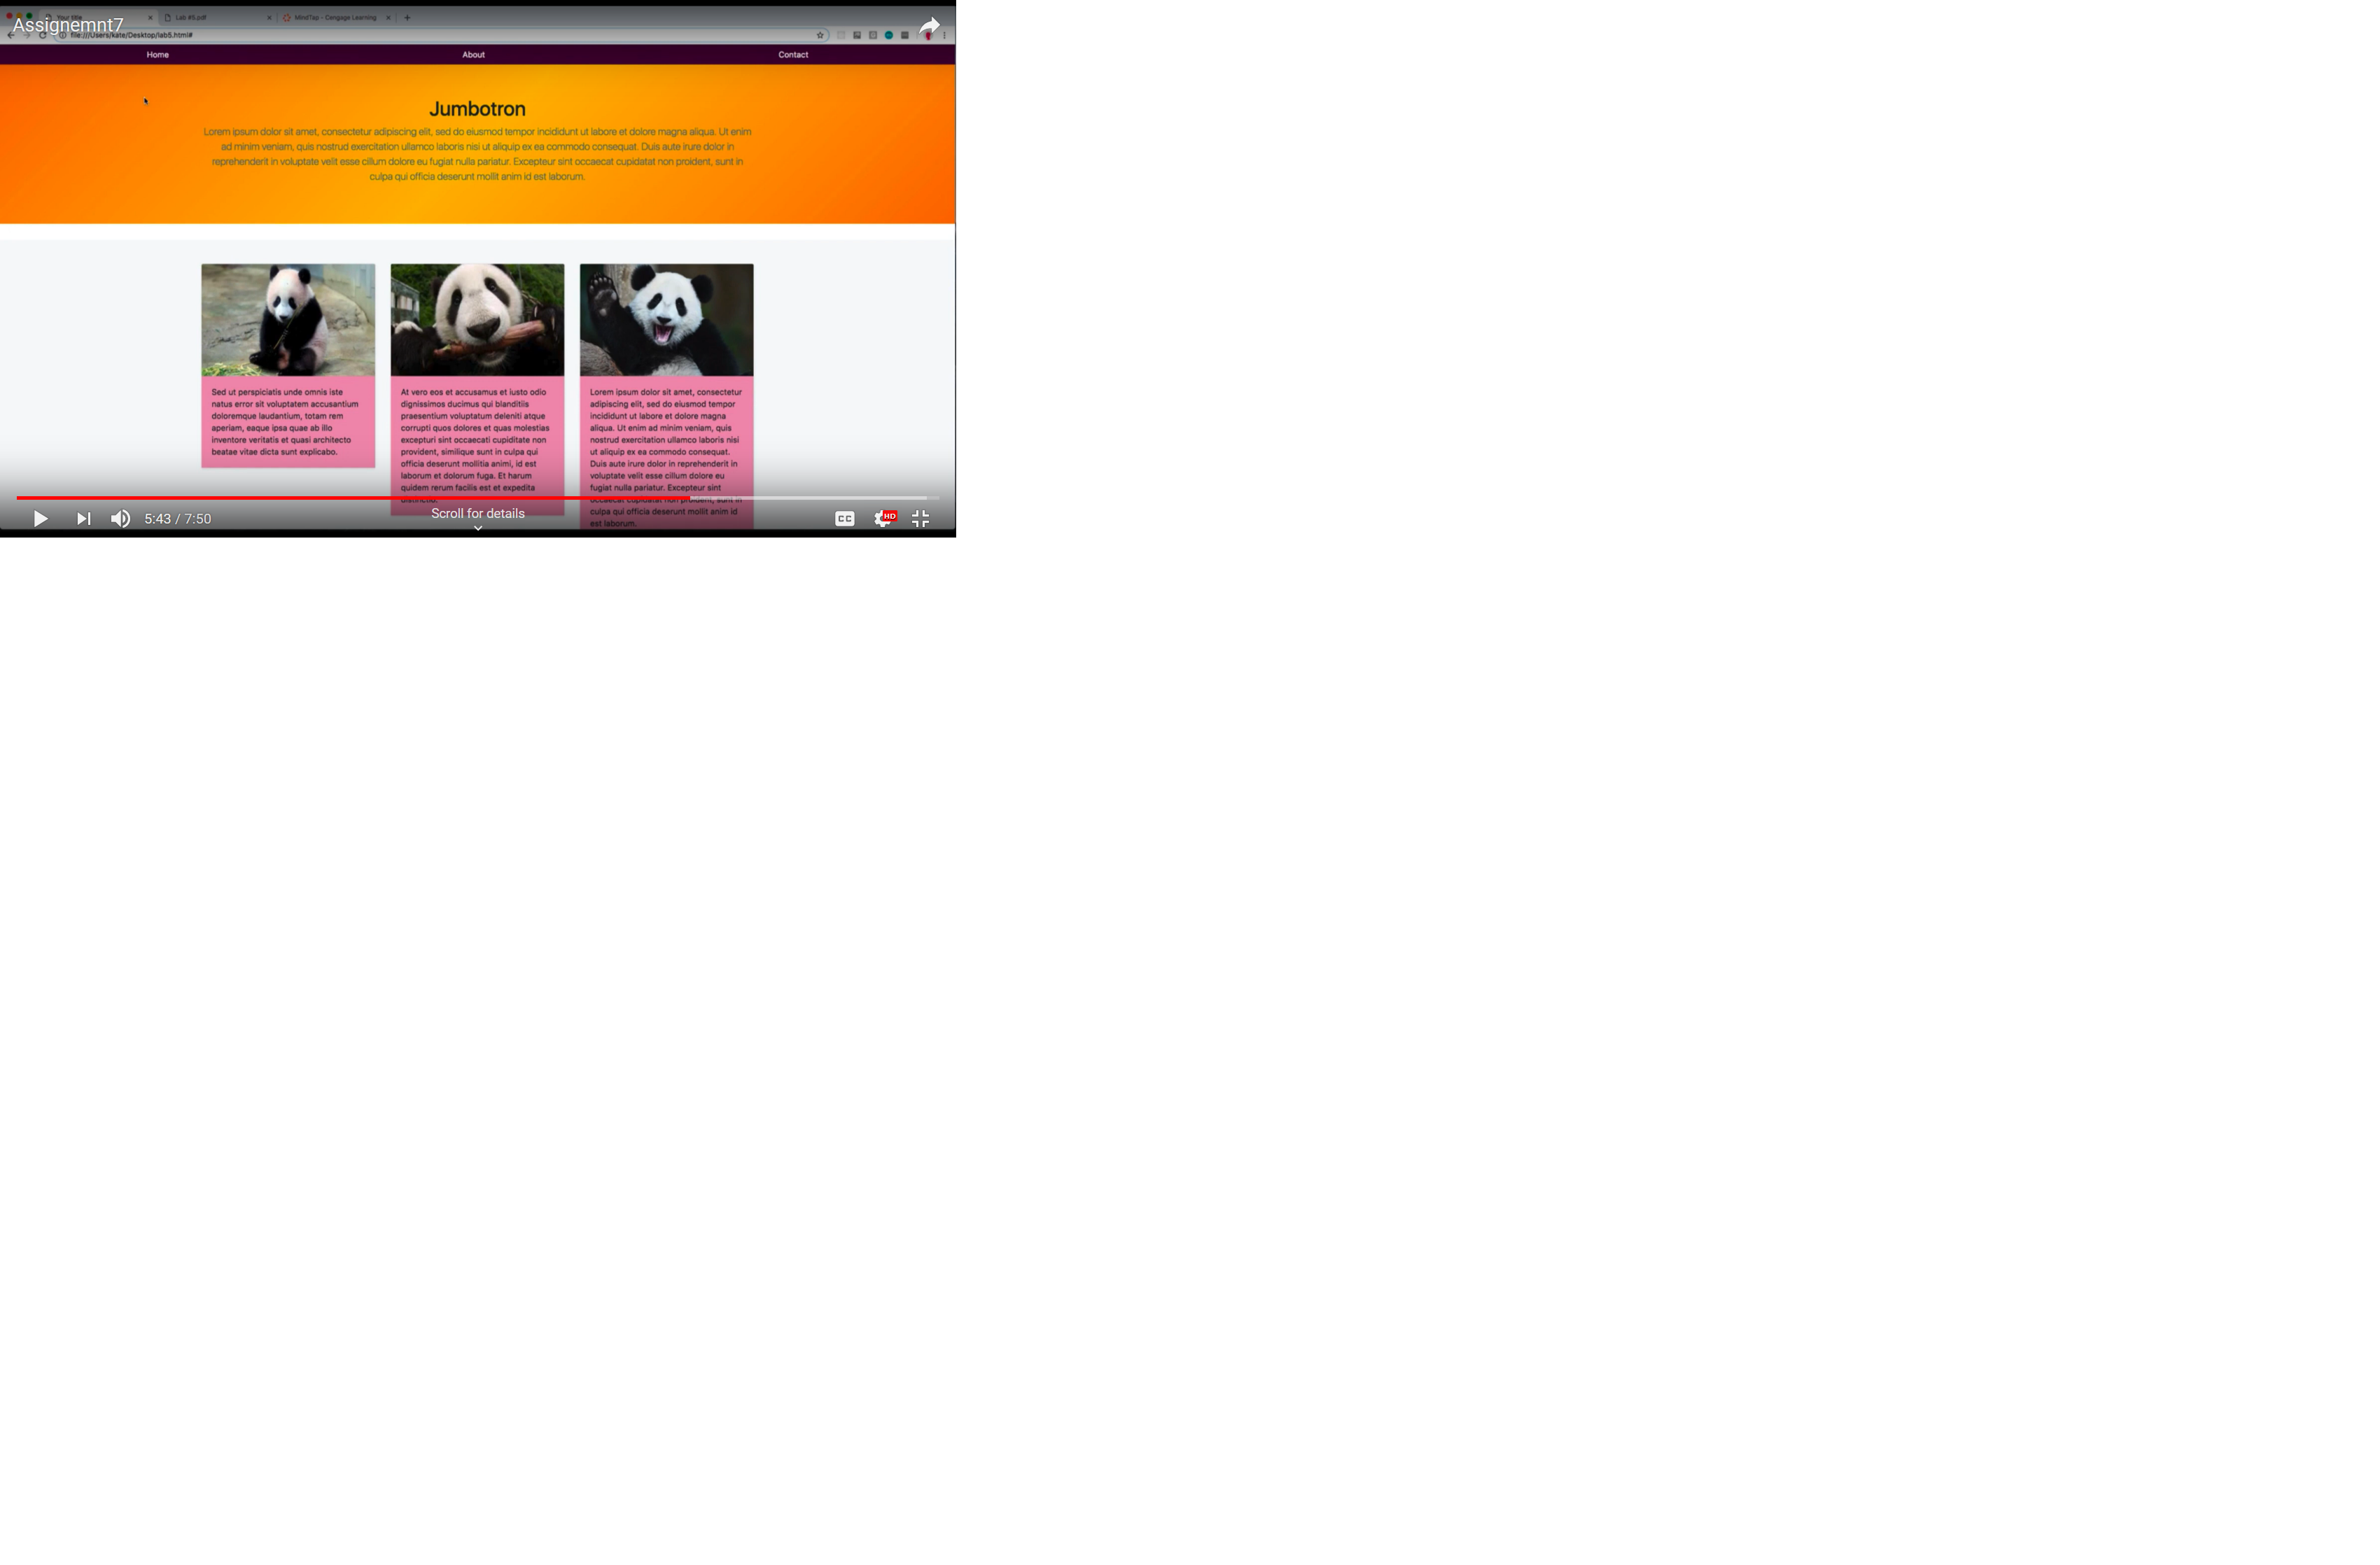 Your title
Lab #5.pdf
MindTap - Cengage Learning
Assignemnt7
file:///Users/kate/Desktop/lab5.html#
Home
About
Contact
Jumbotron
Lorem ipsum dolor sit amet, consectetur adipiscing elit, sed do eiusmod tempor incididunt ut labore et dolore magna aliqua. Ut enim
ad minim veniam, quis nostrud exercitation ullamco laboris nisi ut aliquip ex ea commodo consequat. Duis aute irure dolor in
reprehenderit in voluptate velit esse cillum dolore eu fugiat nulla pariatur. Excepteur sint occaecat cupidatat non proident, sunt in
culpa qui officia deserunt mollit anim id est laborum.
Sed ut perspiciatis unde omnis iste
natus error sit voluptatem accusantium
doloremque laudantium, totam rem
aperiam, eaque ipsa quae ab illo
inventore veritatis et quasi architecto
beatae vitae dicta sunt explicabo.
At vero eos et accusamus et iusto odio
dignissimos ducimus qui blanditiis
praesentium voluptatum deleniti atque
corrupti quos dolores et quas molestias
excepturi sint occaecati cupiditate non
provident, similique sunt in culpa qui
officia deserunt mollitia animi, id est
laborum et dolorum fuga. Et harum
quidem rerum facilis est et expedita
distinctio.
Lorem ipsum dolor sit amet, consectetur
adipiscing elit, sed do eiusmod tempor
incididunt ut labore et dolore magna
aliqua. Ut enim ad minim veniam, quis
nostrud exercitation ullamco laboris nisi
ut aliquip ex ea commodo consequat.
Duis aute irure dolor in reprehenderit in
voluptate velit esse cillum dolore eu
fugiat nulla pariatur. Excepteur sint
occaecat cupidatat non proident, sunt in
culpa qui officia deserunt mollit anim id
est laborum.
5:43 / 7:50
Scroll for details
CC
HD